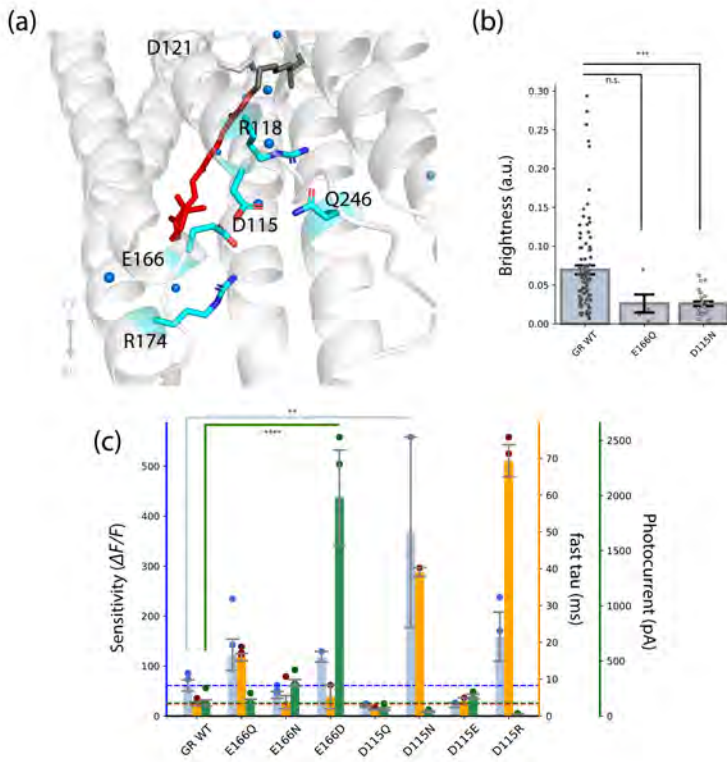 (a)
D121
R118
Q246
D115
E166
R174
(b)
***
n.s.
Brightness (a.u.)
0.30
0.25
0.20
0.15
0.10
0.05
0.00
GR WT
E166Q
D115N
(c)
**
****
Sensitivity (ΔF/F)
500
400
300
200
100
0
70
60
50
40
30
20
10
0
fast tau (ms)
2500
2000
1500
1000
500
0
Photocurrent (pA)
GR WT
E166Q
E166N
E166D
D115Q
D115N
D115E
D115R